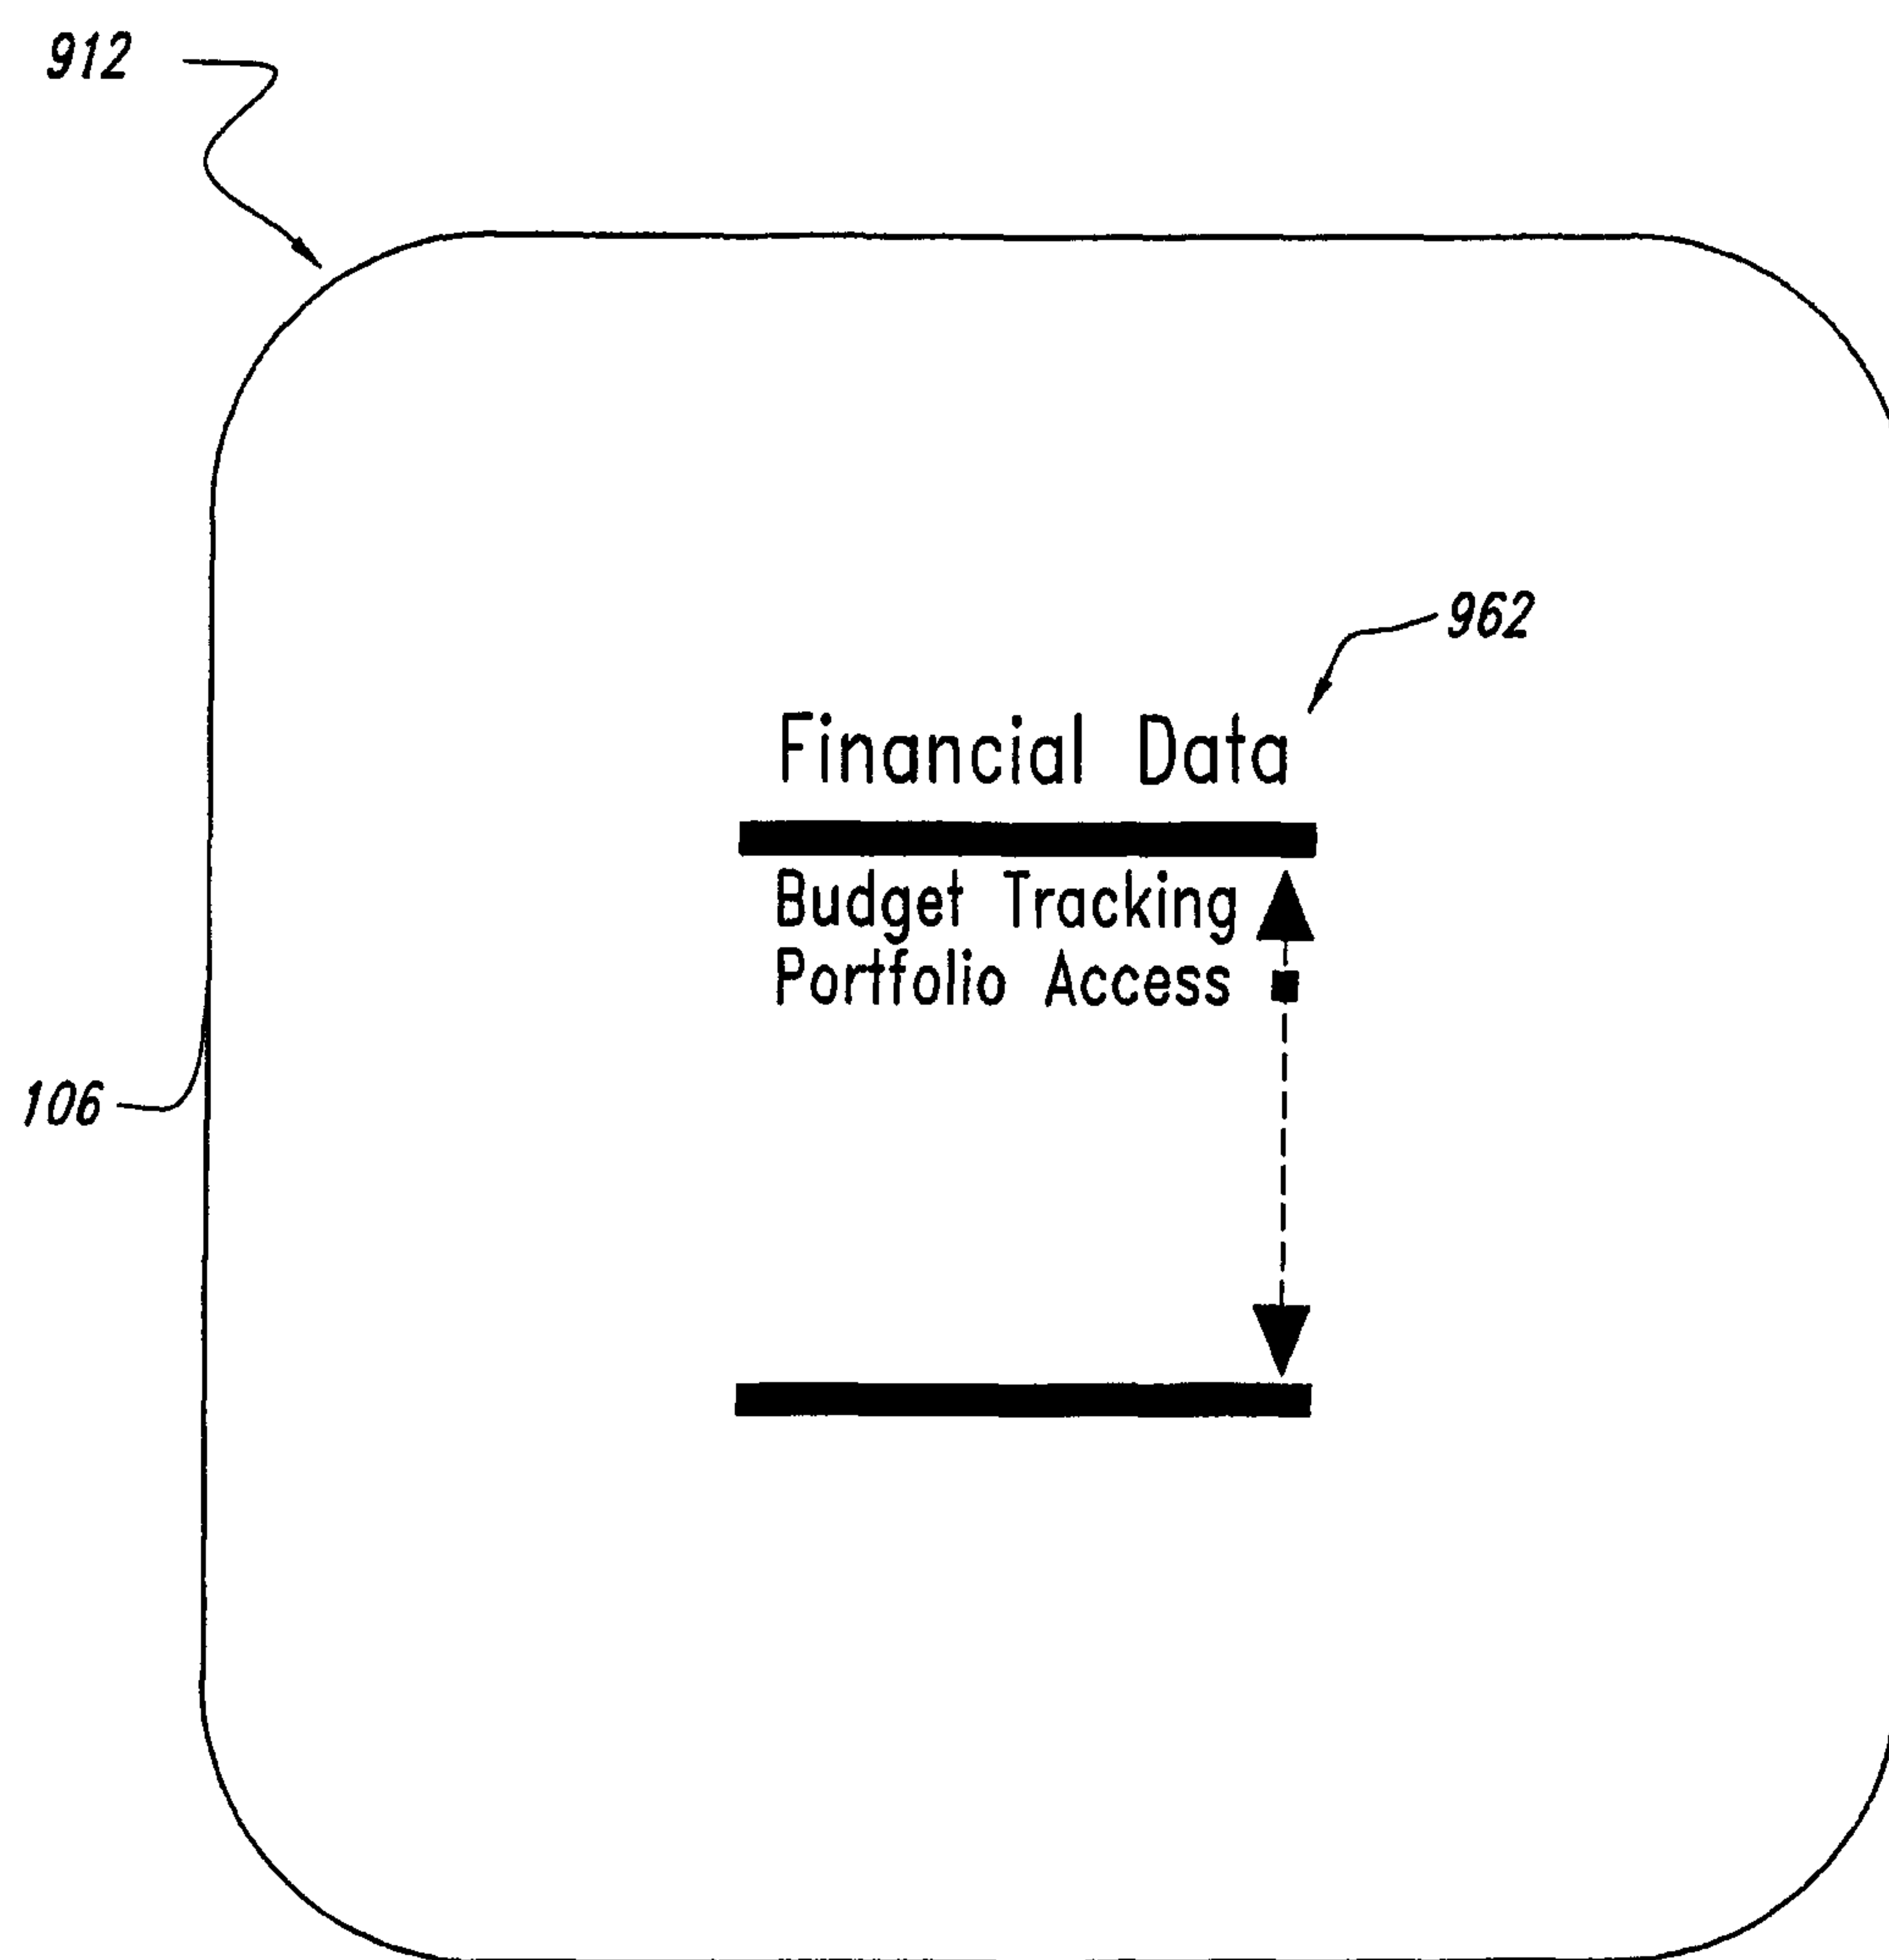 912
962
Financial Data
Budget Tracking
Portfolio Access
106